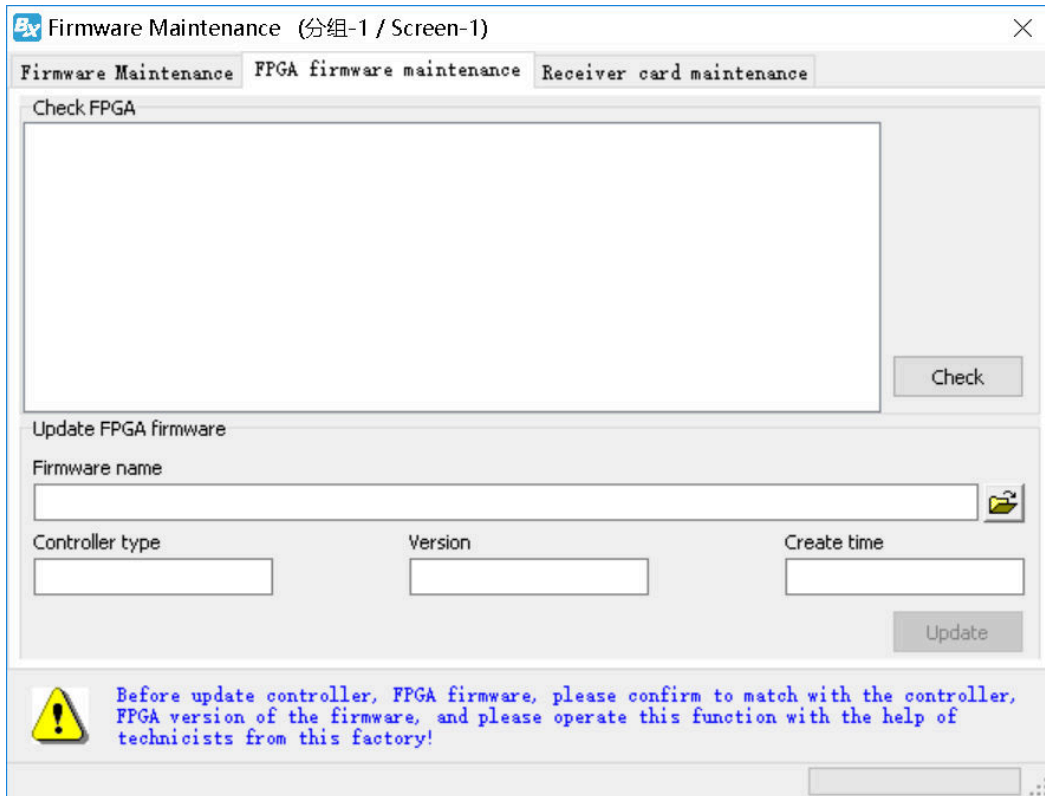 BX Firmware Maintenance (分组-1 / Screen-1)
Firmware Maintenance FPGA firmware maintenance Receiver card maintenance
Check FPGA
Check
Update FPGA firmware
Firmware name
Controller type Version Create time
Update
Before update controller, FPGA firmware, please confirm to match with the controller,
FPGA version of the firmware, and please operate this function with the help of
technicists from this factory!